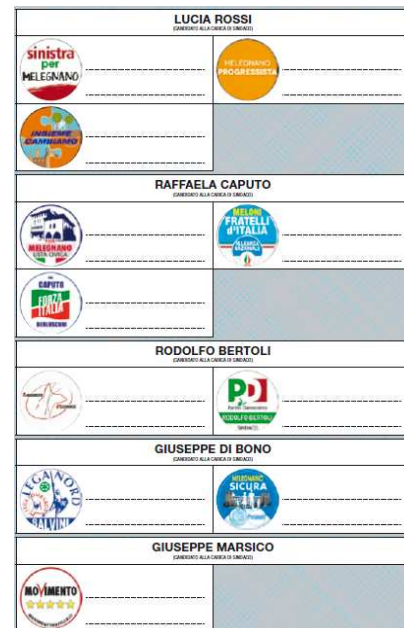 LUCIA ROSSI
(CANDIDATO ALLA CARICA DI SINDACO)
sinistra
per
MELEGNANO
MELEGNANO
PROGRESSISTA
INSIEME
CAMBIAMO
RAFFAELA CAPUTO
(CANDIDATO ALLA CARICA DI SINDACO)
MELEGNANO
LISTA CIVICA
MELONI
FRATELLI
d'ITALIA
ALLEANZA
NAZIONALE
CAPUTO
FORZA
ITALIA
BERLUSCONI
RODOLFO BERTOLI
(CANDIDATO ALLA CARICA DI SINDACO)
PD
Partito Democratico
RODOLFO BERTOLI
Sindaco
GIUSEPPE DI BONO
(CANDIDATO ALLA CARICA DI SINDACO)
LEGA NORD
SALVINI
MELEGNANO
SICURA
GIUSEPPE MARSICO
(CANDIDATO ALLA CARICA DI SINDACO)
MOVIMENTO